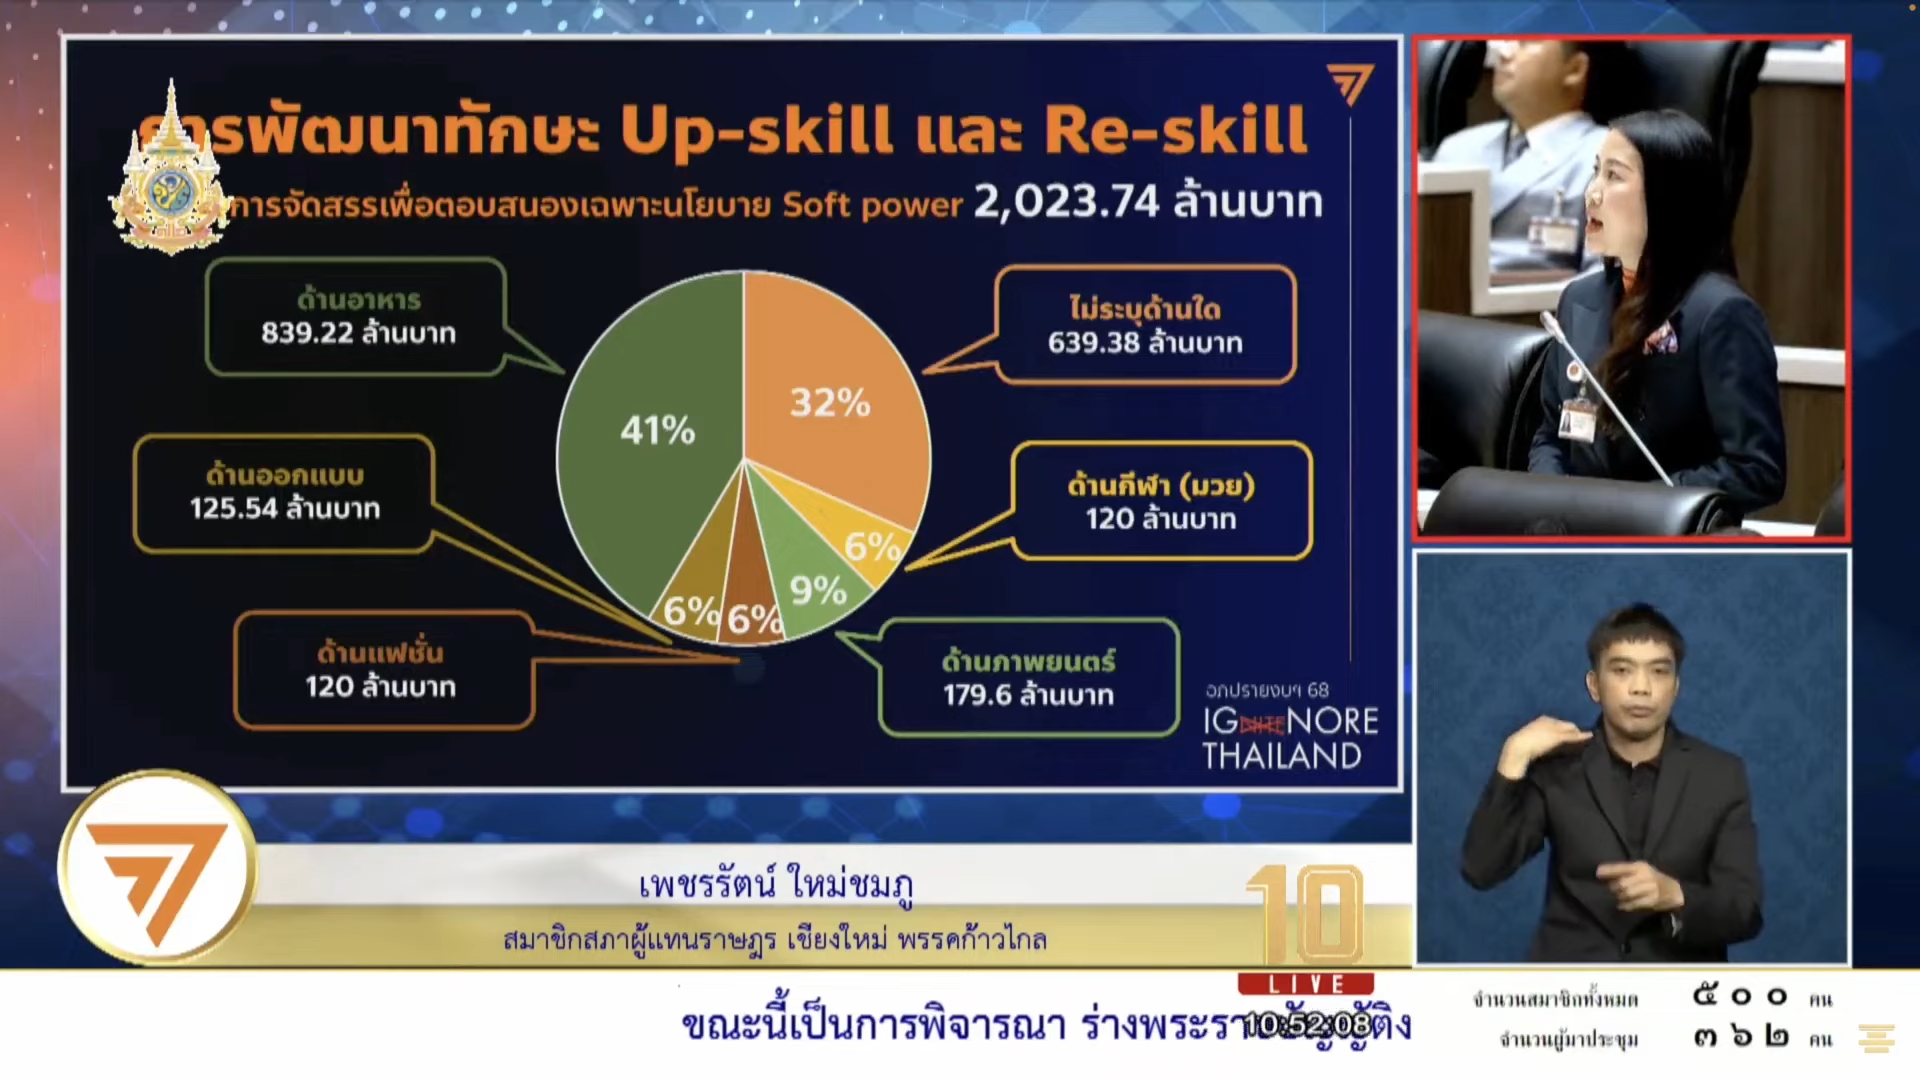 การพัฒนาทักษะ Up-skill และ Re-skill
การจัดสรรเพื่อตอบสนองเฉพาะนโยบาย Soft power 2,023.74 ล้านบาท
ด้านอาหาร
839.22 ล้านบาท
ไม่ระบุด้านใด
639.38 ล้านบาท
41%
32%
ด้านออกแบบ
125.54 ล้านบาท
ด้านกีฬา (มวย)
120 ล้านบาท
6%
9%
6%
6%
ด้านแฟชั่น
120 ล้านบาท
ด้านภาพยนตร์
179.6 ล้านบาท
อภิปรายงบฯ 68
IGNITENORE
THAILAND
เพชรรัตน์ ใหม่ชมภู
สมาชิกสภาผู้แทนราษฎร เชียงใหม่ พรรคก้าวไกล
10
LIVE
10:52:08
ขณะนี้เป็นการพิจารณา ร่างพระราชบัญญัติง
จำนวนสมาชิกทั้งหมด ๕๐๐ คน
จำนวนผู้มาประชุม ๓๖๒ คน